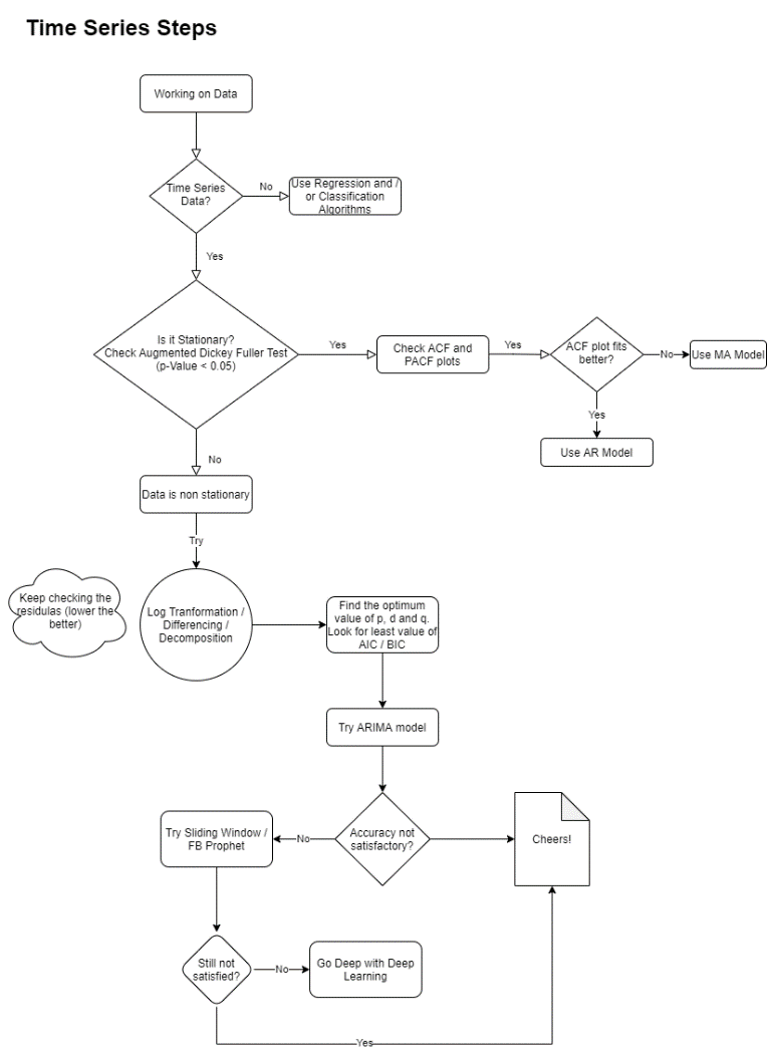 Time Series Steps
Working on Data
Time Series
Data?
No
Use Regression and /
or Classification
Algorithms
Yes
Is it Stationary?
Check Augmented Dickey Fuller Test
(p-Value < 0.05)
Yes
Check ACF and
PACF plots
Yes
ACF plot fits
better?
No
Use MA Model
Yes
Use AR Model
No
Data is non stationary
Try
Keep checking the
residulas (lower the
better)
Log Tranformation /
Differencing /
Decomposition
Find the optimum
value of p, d and q.
Look for least value of
AIC / BIC
Try ARIMA model
Accuracy not
satisfactory?
No
Try Sliding Window /
FB Prophet
Cheers!
Still not
satisfied?
No
Go Deep with Deep
Learning
Yes